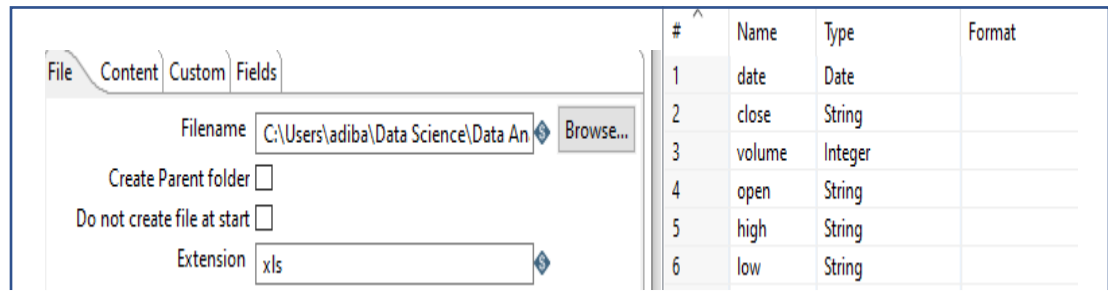 File Content Custom Fields
Filename C:\Users\adiba\Data Science\Data An Browse...
Create Parent folder
Do not create file at start
Extension xls
# Name Type Format
1 date Date
2 close String
3 volume Integer
4 open String
5 high String
6 low String